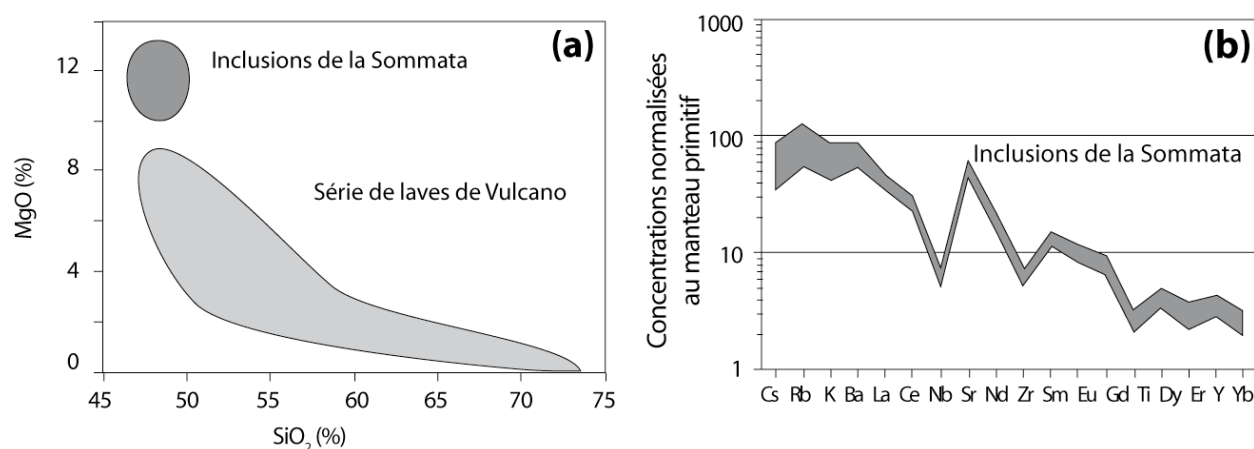 (a)
Inclusions de la Sommata
Série de laves de Vulcano
MgO (%)
12
8
4
0
45 50 55 60 65 70 75
SiO2 (%)
(b)
Concentrations normalisées
au manteau primitif
1000
100
10
1
Inclusions de la Sommata
Cs Rb K Ba La Ce Nb Sr Nd Zr Sm Eu Gd Ti Dy Er Y Yb